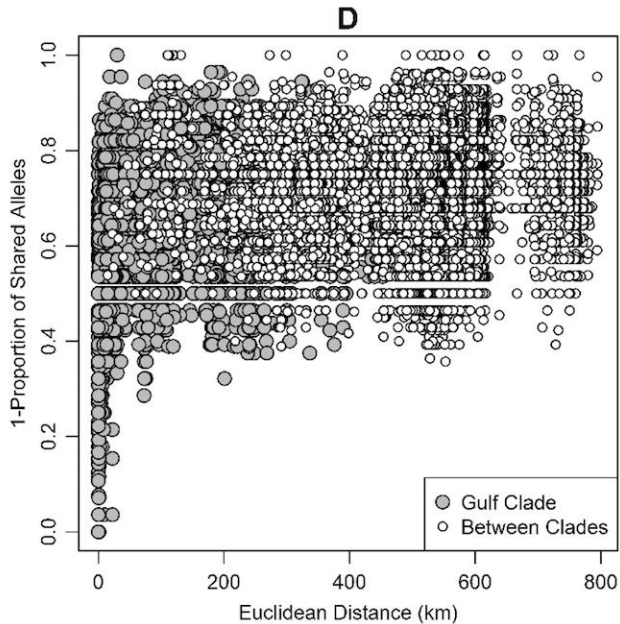 D
1-Proportion of Shared Alleles
1.0
0.8
0.6
0.4
0.2
0.0
0 200 400 600 800
Euclidean Distance (km)
Gulf Clade
Between Clades